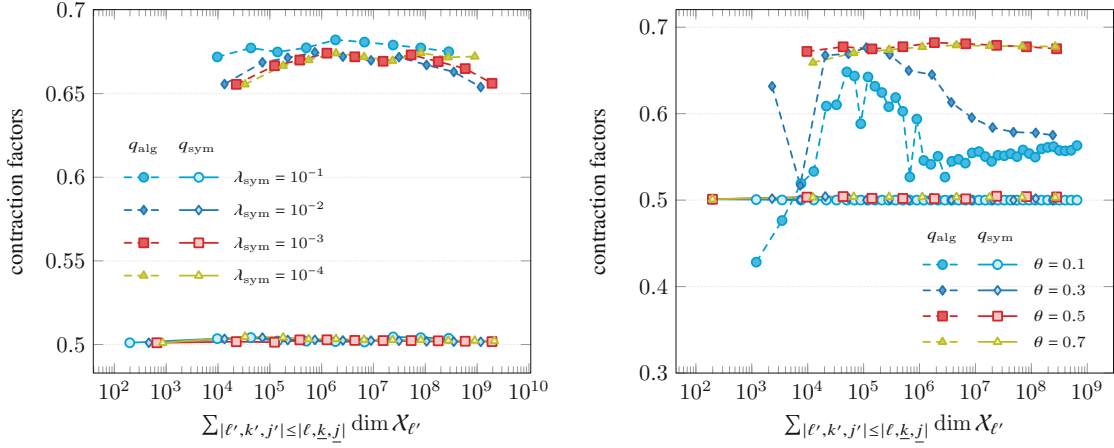 contraction factors
0.7
0.65
0.6
0.55
0.5
q_alg q_sym
λ_sym = 10^−1
λ_sym = 10^−2
λ_sym = 10^−3
λ_sym = 10^−4
10^2 10^3 10^4 10^5 10^6 10^7 10^8 10^9 10^10
∑_|ℓ′,k′,j′|≤|ℓ,k,j| dim 𝒳_ℓ′
contraction factors
0.7
0.6
0.5
0.4
0.3
q_alg q_sym
θ = 0.1
θ = 0.3
θ = 0.5
θ = 0.7
10^2 10^3 10^4 10^5 10^6 10^7 10^8 10^9
∑_|ℓ′,k′,j′|≤|ℓ,k,j| dim 𝒳_ℓ′